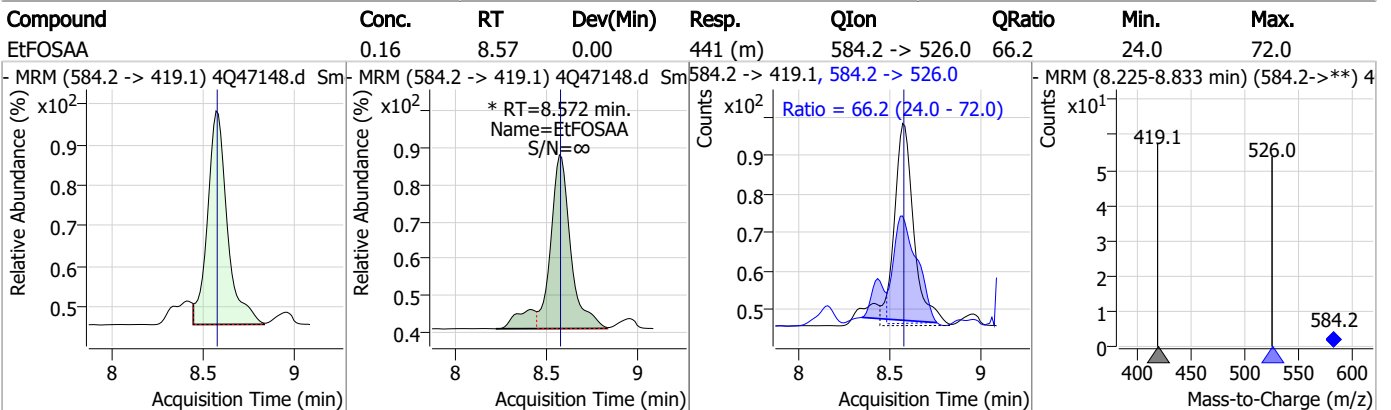 Compound Conc. RT Dev(Min) Resp. QIon QRatio Min. Max.
EtFOSAA 0.16 8.57 0.00 441 (m) 584.2 -> 526.0 66.2 24.0 72.0
- MRM (584.2 -> 419.1) 4Q47148.d Sm
Relative Abundance (%)
x10²
0.9
0.8
0.7
0.6
0.5
8 8.5 9
Acquisition Time (min)
- MRM (584.2 -> 419.1) 4Q47148.d Sm
Relative Abundance (%)
x10²
* RT=8.572 min.
Name=EtFOSAA
S/N=∞
0.9
0.8
0.7
0.6
0.5
0.4
8 8.5 9
Acquisition Time (min)
584.2 -> 419.1, 584.2 -> 526.0
Counts
x10²
Ratio = 66.2 (24.0 - 72.0)
0.9
0.8
0.7
0.6
0.5
8 8.5 9
Acquisition Time (min)
- MRM (8.225-8.833 min) (584.2->**) 4
Counts
x10¹
419.1
526.0
584.2
5
4
3
2
1
0
400 450 500 550 600
Mass-to-Charge (m/z)